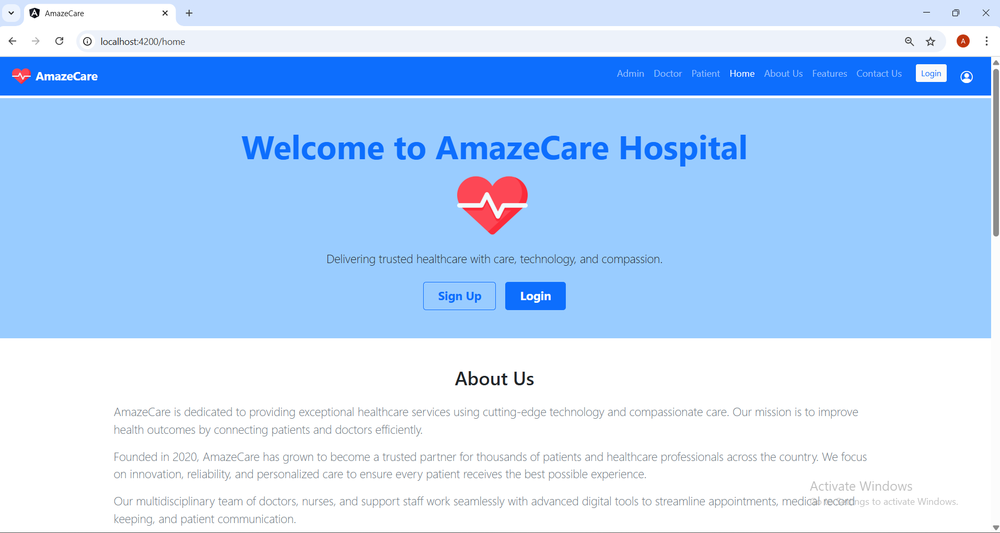 AmazeCare
localhost:4200/home
A
AmazeCare
Admin Doctor Patient Home About Us Features Contact Us Login
Welcome to AmazeCare Hospital
Delivering trusted healthcare with care, technology, and compassion.
Sign Up Login
About Us
AmazeCare is dedicated to providing exceptional healthcare services using cutting-edge technology and compassionate care. Our mission is to improve
health outcomes by connecting patients and doctors efficiently.
Founded in 2020, AmazeCare has grown to become a trusted partner for thousands of patients and healthcare professionals across the country. We focus
on innovation, reliability, and personalized care to ensure every patient receives the best possible experience.
Our multidisciplinary team of doctors, nurses, and support staff work seamlessly with advanced digital tools to streamline appointments, medical record
keeping, and patient communication.
Activate Windows
Go to Settings to activate Windows.